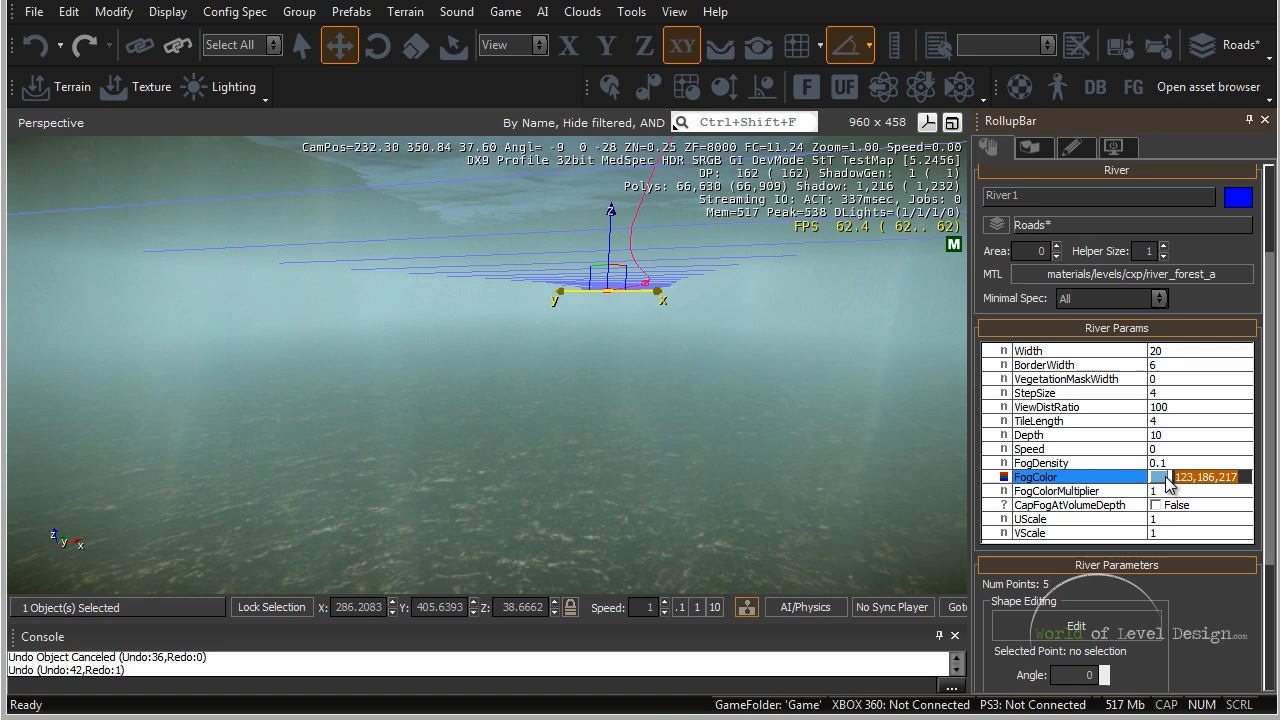 File Edit Modify Display Config Spec Group Prefabs Terrain Sound Game AI Clouds Tools View Help
Select All View X Y Z XY Roads*
Terrain Texture Lighting F UF DB FG Open asset browser
Perspective By Name, Hide filtered, AND Ctrl+Shift+F 960 x 458
CamPos=232.30 350.84 37.60 Angl= -9 0 -28 ZN=0.25 ZF=8000 FC=11.24 Zoom=1.00 Speed=0.00
DX9 Profile 32bit MedSpec HDR SRGB GI DevMode StT TestMap [5.2456]
DP: 162 ( 162) ShadowGen: 1 ( 1)
Polys: 66,630 (66,909) Shadow: 1,216 ( 1,232)
Streaming IO: ACT: 337msec, Jobs: 0
Mem=517 Peak=538 DLights=(1/1/1/0)
FPS 62.4 ( 62.. 62)
M
z
y x
z
y x
RollupBar
River
River1
Roads*
Area: 0 Helper Size: 1
MTL materials/levels/cxp/river_forest_a
Minimal Spec: All
River Params
n Width 20
n BorderWidth 6
n VegetationMaskWidth 0
n StepSize 4
n ViewDistRatio 100
n TileLength 4
n Depth 10
n Speed 0
n FogDensity 0.1
FogColor 123,186,217
n FogColorMultiplier 1
? CapFogAtVolumeDepth False
n UScale 1
n VScale 1
River Parameters
Num Points: 5
Shape Editing
Edit
World of Level Design.com
Selected Point: no selection
Angle: 0
1 Object(s) Selected Lock Selection X: 286.2083 Y: 405.6393 Z: 38.6662 Speed: 1 .1 1 10 AI/Physics No Sync Player Goto
Console
Undo Object Canceled (Undo:36,Redo:0)
Undo (Undo:42,Redo:1)
...
Ready GameFolder: 'Game' XBOX 360: Not Connected PS3: Not Connected 517 Mb CAP NUM SCRL